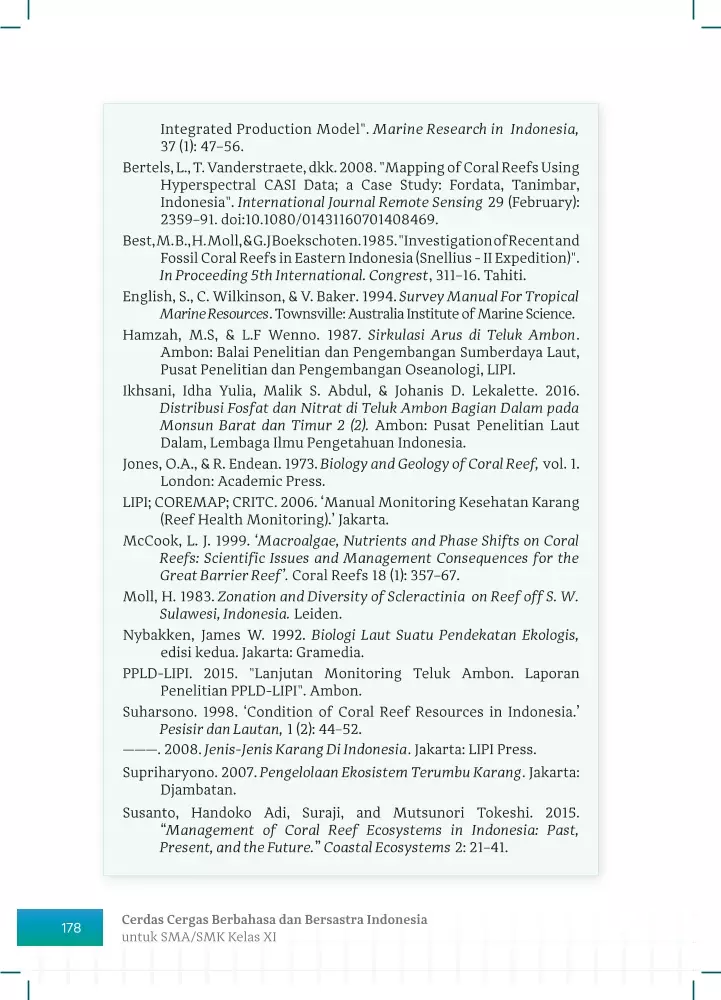 Integrated Production Model". Marine Research in Indonesia,
37 (1): 47–56.
Bertels, L., T. Vanderstraete, dkk. 2008. "Mapping of Coral Reefs Using
Hyperspectral CASI Data; a Case Study: Fordata, Tanimbar,
Indonesia". International Journal Remote Sensing 29 (February):
2359–91. doi:10.1080/01431160701408469.
Best, M.B., H. Moll, & G.J Boekschoten. 1985. "Investigation of Recent and
Fossil Coral Reefs in Eastern Indonesia (Snellius - II Expedition)".
In Proceeding 5th International. Congrest, 311–16. Tahiti.
English, S., C. Wilkinson, & V. Baker. 1994. Survey Manual For Tropical
Marine Resources. Townsville: Australia Institute of Marine Science.
Hamzah, M.S, & L.F Wenno. 1987. Sirkulasi Arus di Teluk Ambon.
Ambon: Balai Penelitian dan Pengembangan Sumberdaya Laut,
Pusat Penelitian dan Pengembangan Oseanologi, LIPI.
Ikhsani, Idha Yulia, Malik S. Abdul, & Johanis D. Lekalette. 2016.
Distribusi Fosfat dan Nitrat di Teluk Ambon Bagian Dalam pada
Monsun Barat dan Timur 2 (2). Ambon: Pusat Penelitian Laut
Dalam, Lembaga Ilmu Pengetahuan Indonesia.
Jones, O.A., & R. Endean. 1973. Biology and Geology of Coral Reef, vol. 1.
London: Academic Press.
LIPI; COREMAP; CRITC. 2006. ‘Manual Monitoring Kesehatan Karang
(Reef Health Monitoring).’ Jakarta.
McCook, L. J. 1999. ‘Macroalgae, Nutrients and Phase Shifts on Coral
Reefs: Scientific Issues and Management Consequences for the
Great Barrier Reef’. Coral Reefs 18 (1): 357–67.
Moll, H. 1983. Zonation and Diversity of Scleractinia on Reef off S. W.
Sulawesi, Indonesia. Leiden.
Nybakken, James W. 1992. Biologi Laut Suatu Pendekatan Ekologis,
edisi kedua. Jakarta: Gramedia.
PPLD-LIPI. 2015. "Lanjutan Monitoring Teluk Ambon. Laporan
Penelitian PPLD-LIPI". Ambon.
Suharsono. 1998. ‘Condition of Coral Reef Resources in Indonesia.’
Pesisir dan Lautan, 1 (2): 44–52.
———. 2008. Jenis-Jenis Karang Di Indonesia. Jakarta: LIPI Press.
Supriharyono. 2007. Pengelolaan Ekosistem Terumbu Karang. Jakarta:
Djambatan.
Susanto, Handoko Adi, Suraji, and Mutsunori Tokeshi. 2015.
“Management of Coral Reef Ecosystems in Indonesia: Past,
Present, and the Future.” Coastal Ecosystems 2: 21–41.
178
Cerdas Cergas Berbahasa dan Bersastra Indonesia
untuk SMA/SMK Kelas XI